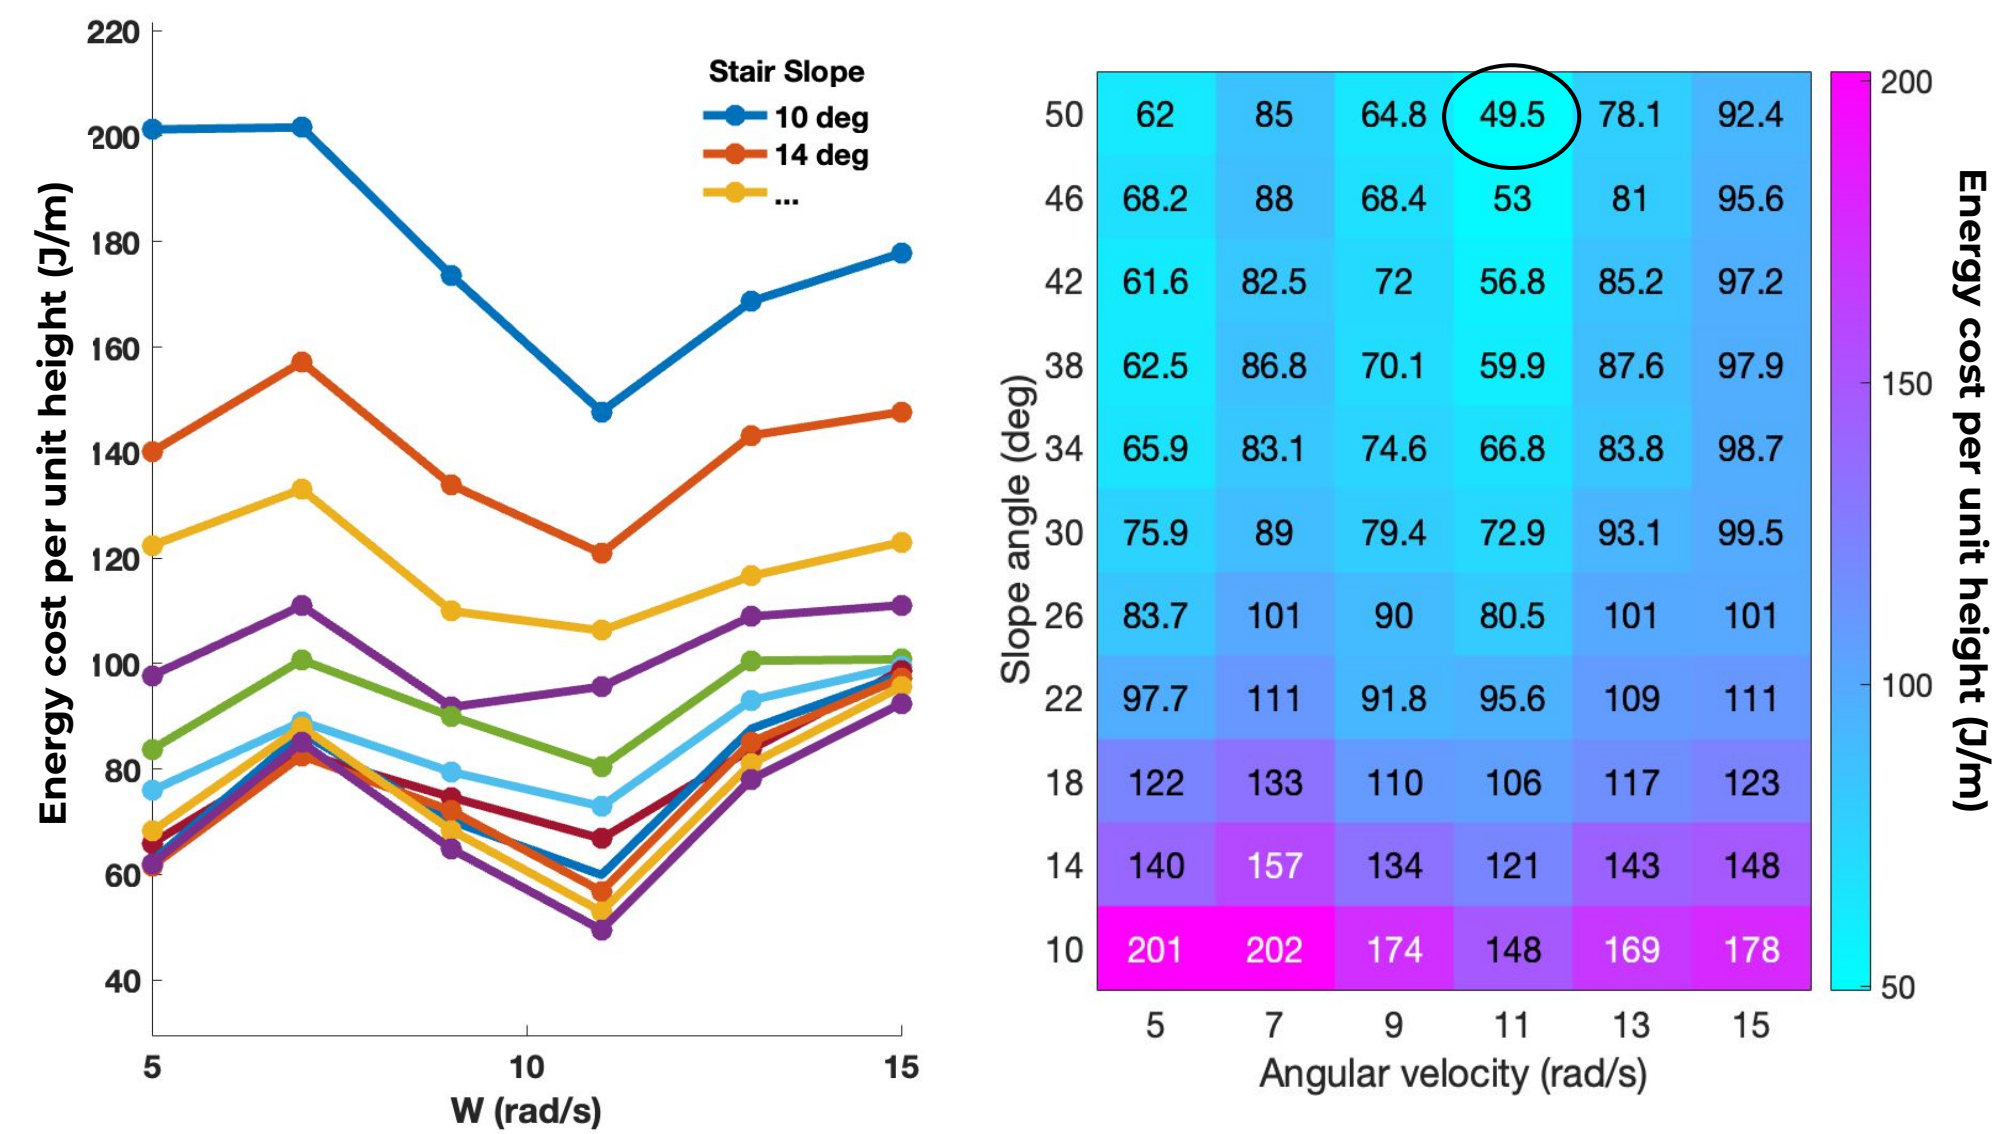 220
200
180
160
140
120
100
80
60
40
Energy cost per unit height (J/m)
Stair Slope
10 deg
14 deg
...
5 10 15
W (rad/s)
Slope angle (deg)
50 62 85 64.8 49.5 78.1 92.4
46 68.2 88 68.4 53 81 95.6
42 61.6 82.5 72 56.8 85.2 97.2
38 62.5 86.8 70.1 59.9 87.6 97.9
34 65.9 83.1 74.6 66.8 83.8 98.7
30 75.9 89 79.4 72.9 93.1 99.5
26 83.7 101 90 80.5 101 101
22 97.7 111 91.8 95.6 109 111
18 122 133 110 106 117 123
14 140 157 134 121 143 148
10 201 202 174 148 169 178
5 7 9 11 13 15
Angular velocity (rad/s)
200
150
100
50
Energy cost per unit height (J/m)